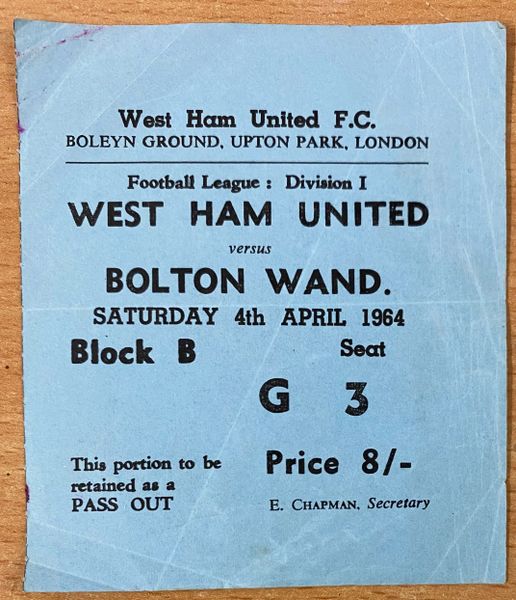 West Ham United F.C.
BOLEYN GROUND, UPTON PARK, LONDON
Football League : Division I
WEST HAM UNITED
versus
BOLTON WAND.
SATURDAY 4th APRIL 1964
Block B Seat
G 3
This portion to be
retained as a
PASS OUT
Price 8/-
E. CHAPMAN, Secretary